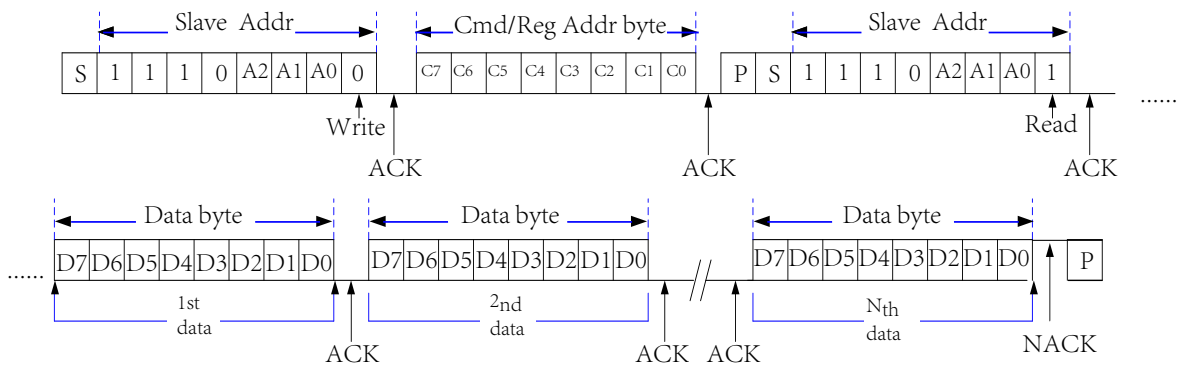 Slave Addr Cmd/Reg Addr byte Slave Addr
S 1 1 1 0 A2 A1 A0 0 C7 C6 C5 C4 C3 C2 C1 C0 P S 1 1 1 0 A2 A1 A0 1
......
Write Read
ACK ACK ACK
Data byte Data byte Data byte
...... D7 D6 D5 D4 D3 D2 D1 D0 D7 D6 D5 D4 D3 D2 D1 D0 D7 D6 D5 D4 D3 D2 D1 D0 P
1st 2nd Nth
data data data
ACK ACK ACK NACK